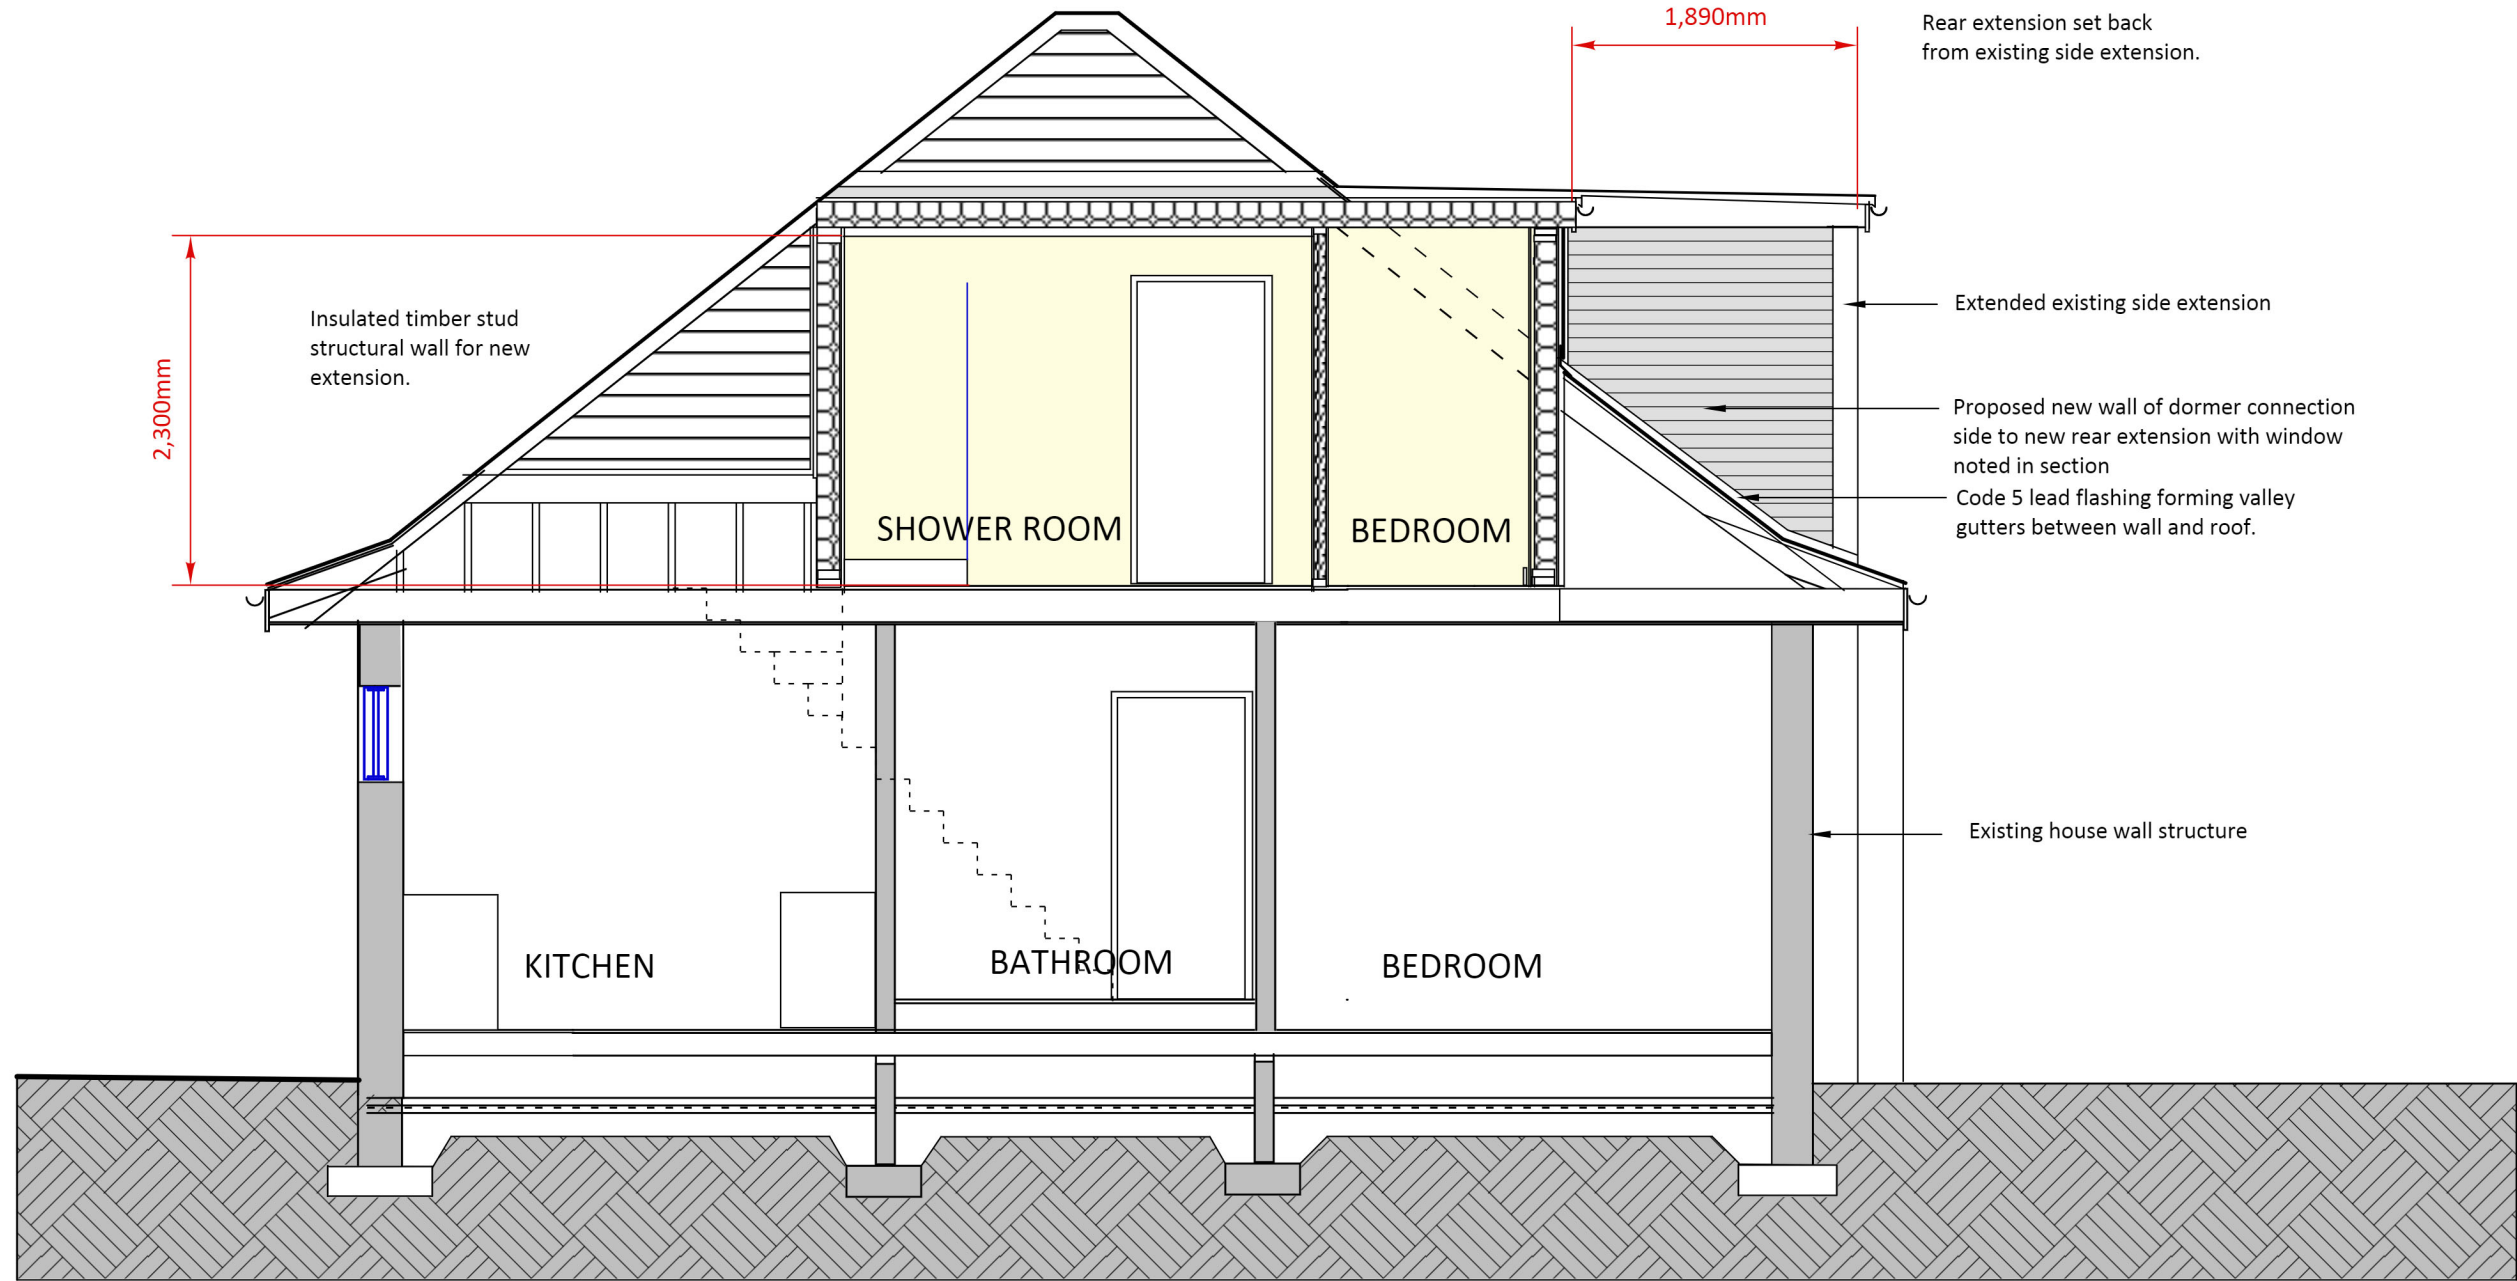 1,890mm
Rear extension set back
from existing side extension.
Insulated timber stud
structural wall for new
extension.
2,300mm
Extended existing side extension
Proposed new wall of dormer connection
side to new rear extension with window
noted in section
Code 5 lead flashing forming valley
gutters between wall and roof.
SHOWER ROOM
BEDROOM
Existing house wall structure
KITCHEN
BATHROOM
BEDROOM